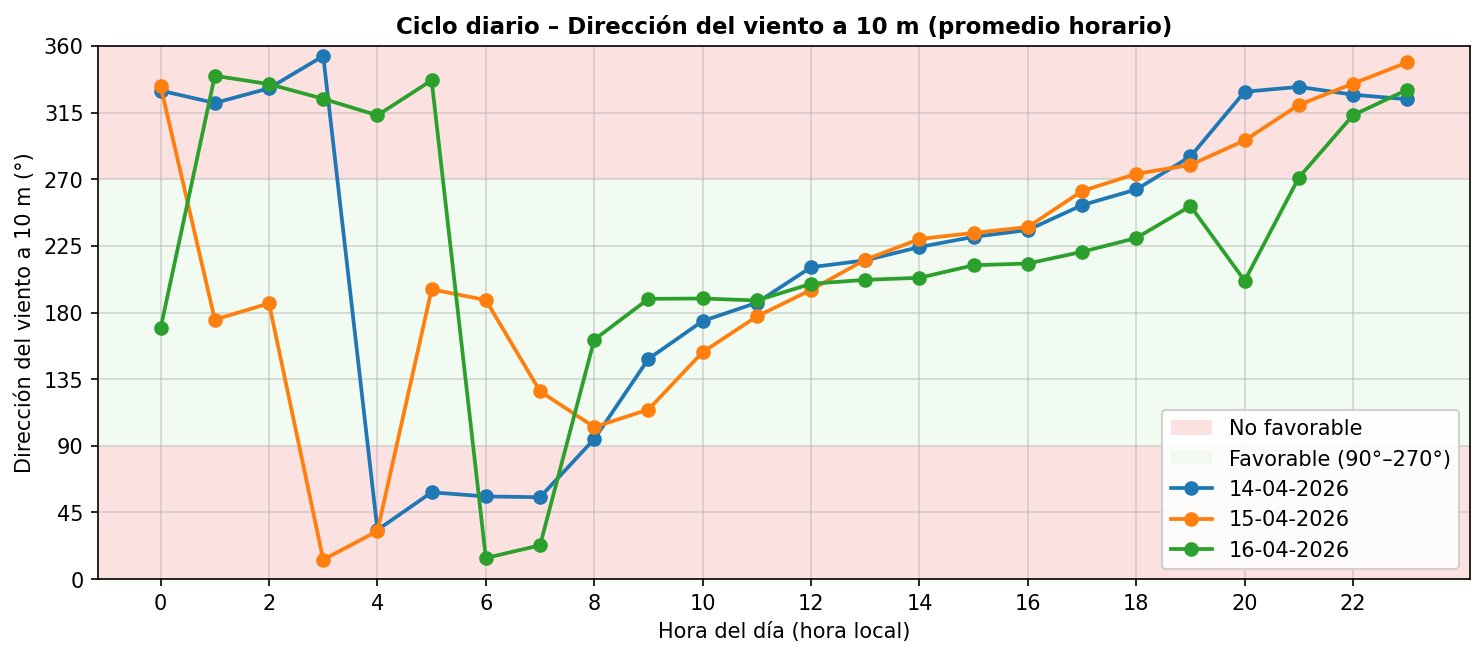 Ciclo diario – Dirección del viento a 10 m (promedio horario)
Dirección del viento a 10 m (°)
360
315
270
225
180
135
90
45
0
0 2 4 6 8 10 12 14 16 18 20 22
Hora del día (hora local)
No favorable
Favorable (90°–270°)
14-04-2026
15-04-2026
16-04-2026